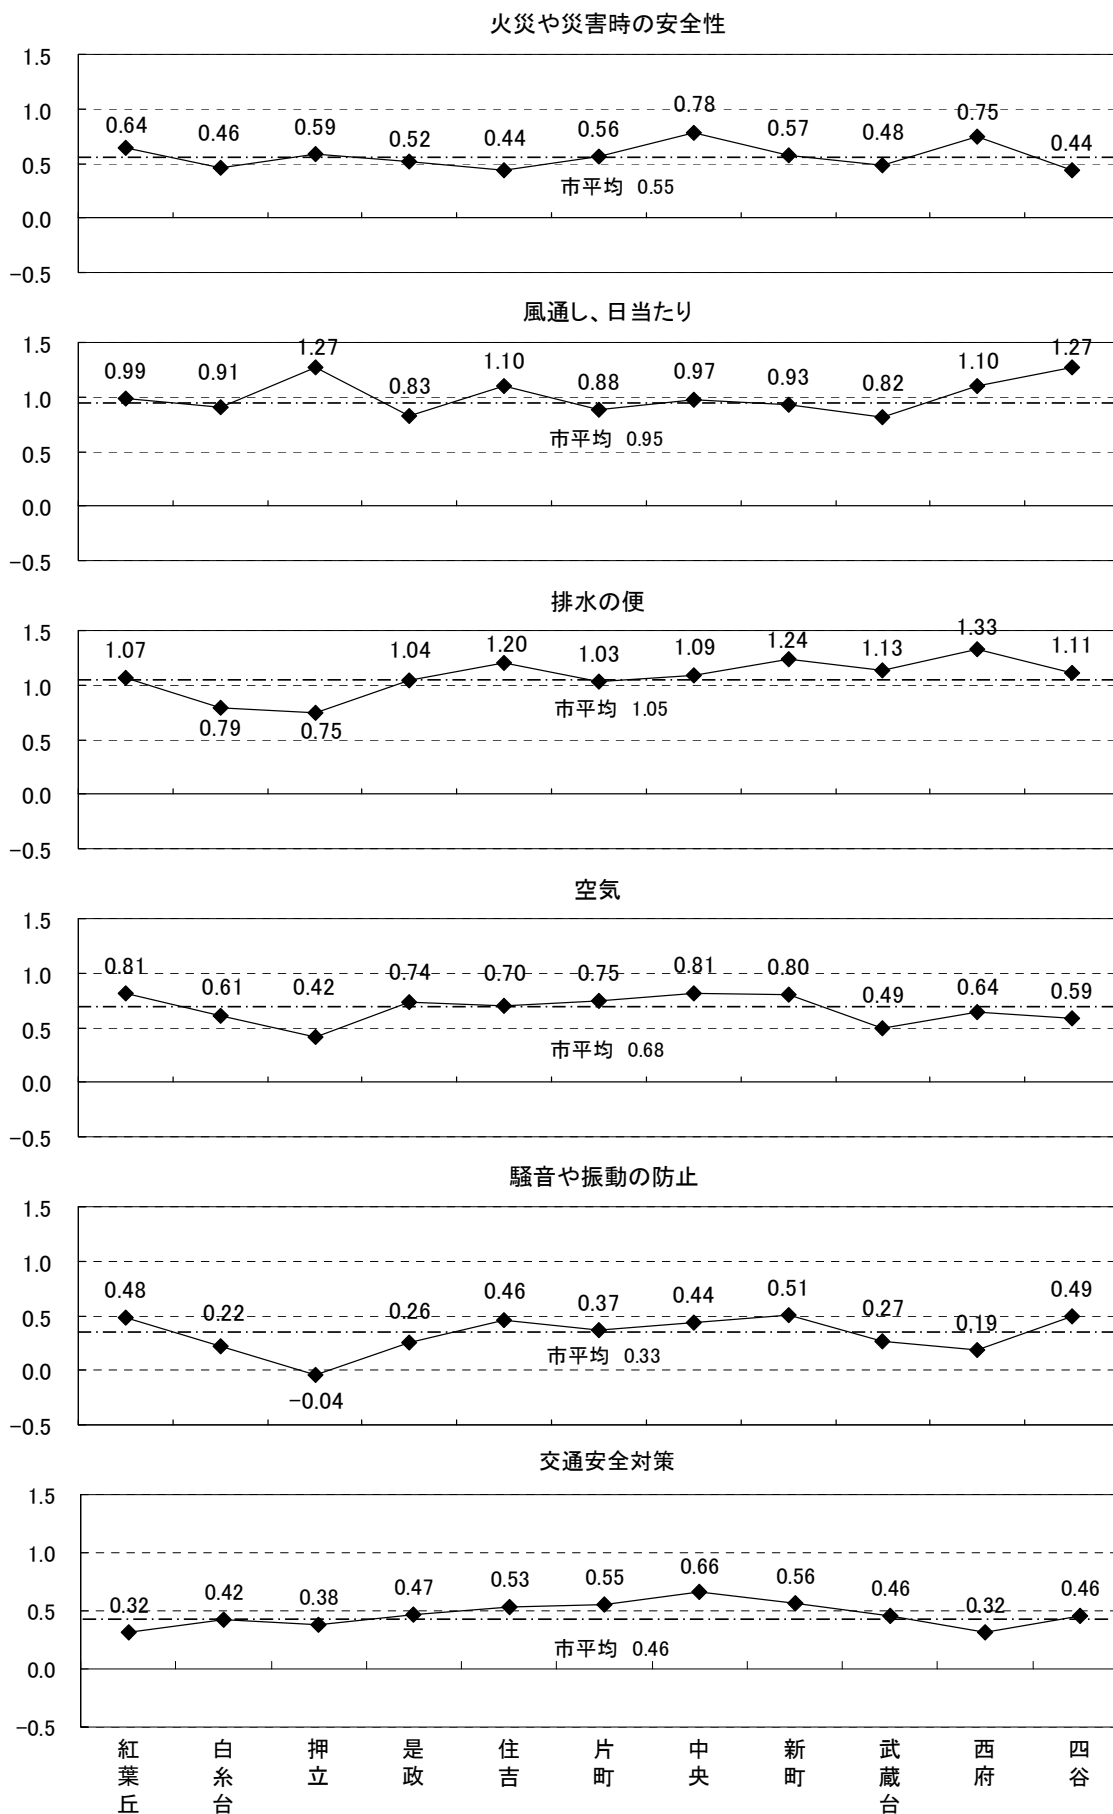 火災や災害時の安全性
1.5
1.0
0.5
0.0
-0.5
0.64 0.46 0.59 0.52 0.44 0.56 0.78 0.57 0.48 0.75 0.44
市平均 0.55
風通し、日当たり
1.5
1.0
0.5
0.0
-0.5
0.99 0.91 1.27 0.83 1.10 0.88 0.97 0.93 0.82 1.10 1.27
市平均 0.95
排水の便
1.5
1.0
0.5
0.0
-0.5
1.07 0.79 0.75 1.04 1.20 1.03 1.09 1.24 1.13 1.33 1.11
市平均 1.05
空気
1.5
1.0
0.5
0.0
-0.5
0.81 0.61 0.42 0.74 0.70 0.75 0.81 0.80 0.49 0.64 0.59
市平均 0.68
騒音や振動の防止
1.5
1.0
0.5
0.0
-0.5
0.48 0.22 -0.04 0.26 0.46 0.37 0.44 0.51 0.27 0.19 0.49
市平均 0.33
交通安全対策
1.5
1.0
0.5
0.0
-0.5
0.32 0.42 0.38 0.47 0.53 0.55 0.66 0.56 0.46 0.32 0.46
市平均 0.46
紅葉丘
白糸台
押立
是政
住吉
片町
中央
新町
武蔵台
西府
四谷